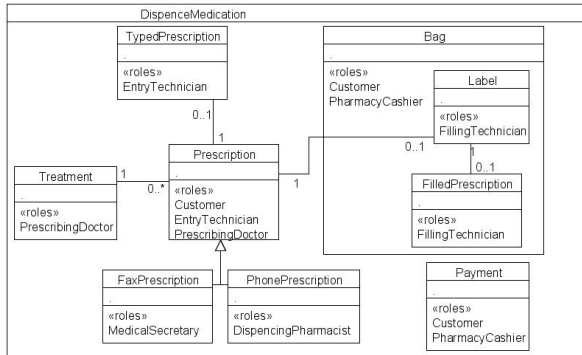 DispenceMedication
TypedPrescription
.
«roles»
EntryTechnician
0..1
1
Bag
.
«roles»
Customer
PharmacyCashier
Label
.
«roles»
FillingTechnician
0..1
1
0..1
FilledPrescription
.
«roles»
FillingTechnician
Prescription
.
«roles»
Customer
EntryTechnician
PrescribingDoctor
1
Treatment
.
«roles»
PrescribingDoctor
1
0..*
FaxPrescription
.
«roles»
MedicalSecretary
PhonePrescription
.
«roles»
DispencingPharmacist
Payment
.
«roles»
Customer
PharmacyCashier